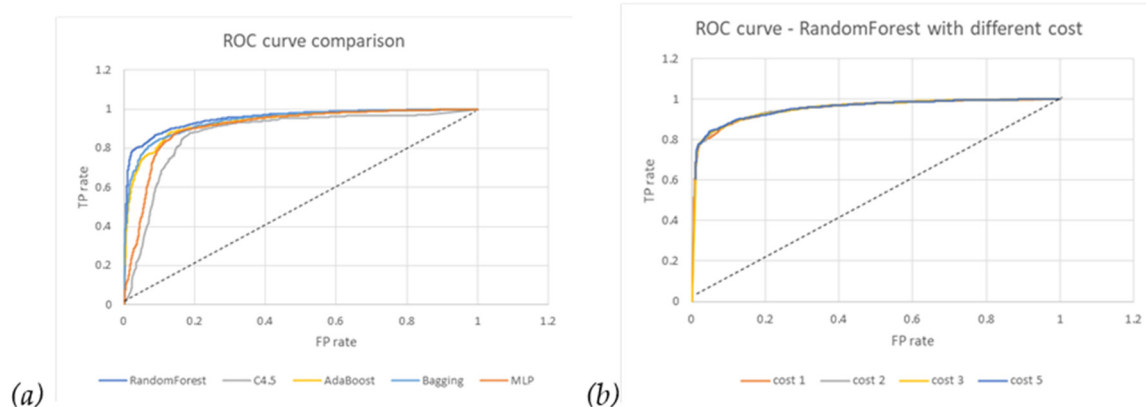 ROC curve comparison
1.2
1
0.8
0.6
0.4
0.2
0
TP rate
0 0.2 0.4 0.6 0.8 1 1.2
FP rate
RandomForest C4.5 AdaBoost Bagging MLP
(a)
ROC curve - RandomForest with different cost
1.2
1
0.8
0.6
0.4
0.2
0
TP rate
0 0.2 0.4 0.6 0.8 1 1.2
FP rate
cost 1 cost 2 cost 3 cost 5
(b)